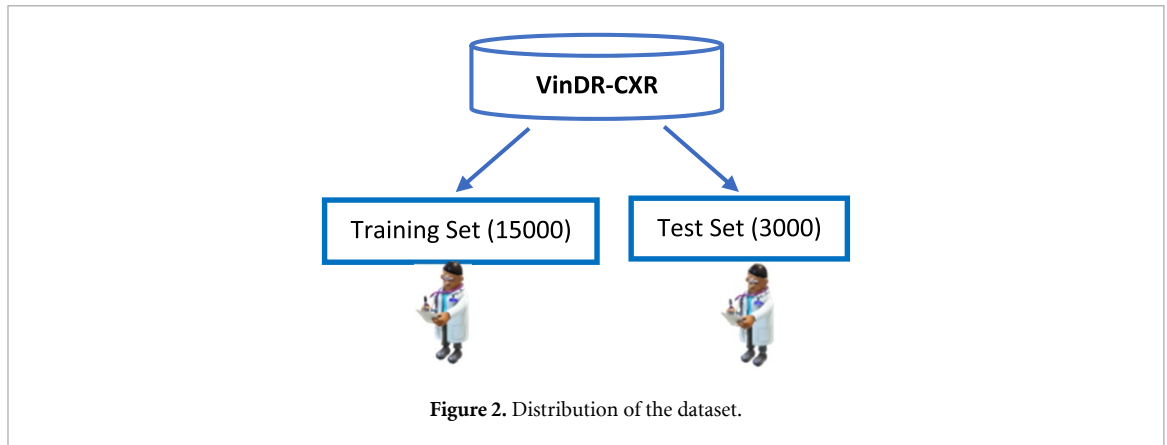 VinDR-CXR
Training Set (15000)
Test Set (3000)
Figure 2. Distribution of the dataset.